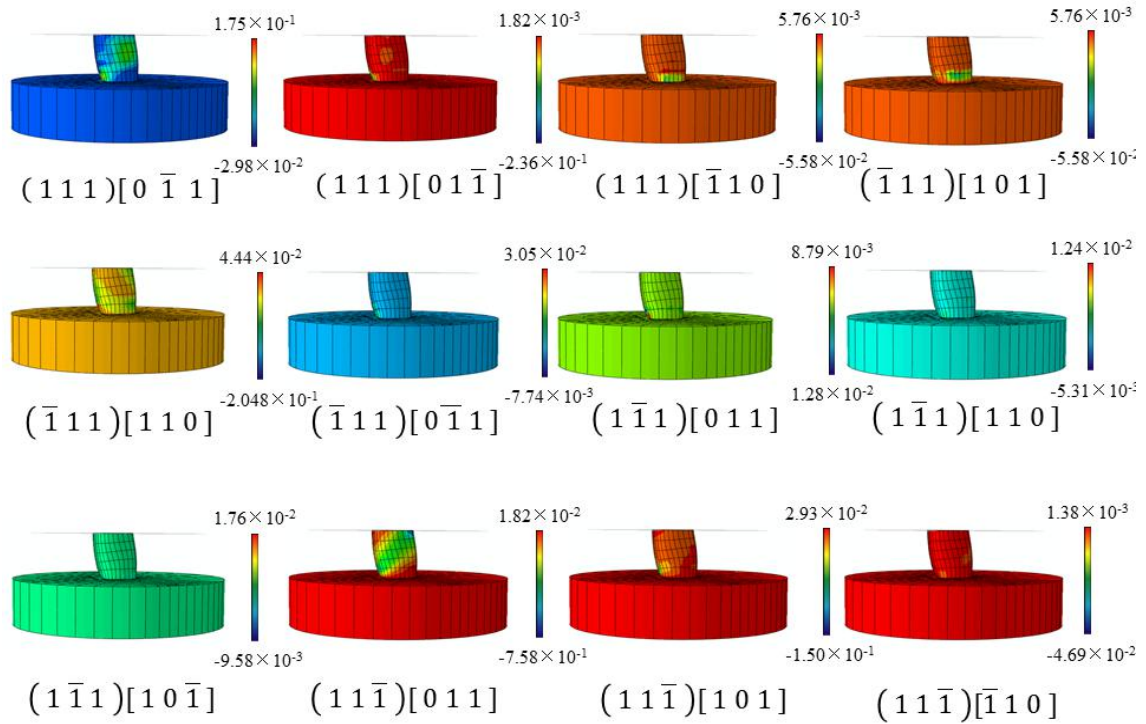 1.75×10⁻¹ 1.82×10⁻³ 5.76×10⁻³ 5.76×10⁻³
-2.98×10⁻² -2.36×10⁻¹ -5.58×10⁻² -5.58×10⁻²
(1 1 1)[0 1̅ 1] (1 1 1)[0 1 1̅] (1 1 1)[1̅ 1 0] (1̅ 1 1)[1 0 1]
4.44×10⁻² 3.05×10⁻² 8.79×10⁻³ 1.24×10⁻²
-2.048×10⁻¹ -7.74×10⁻³ 1.28×10⁻² -5.31×10⁻³
(1̅ 1 1)[1 1 0] (1̅ 1 1)[0 1̅ 1] (1 1̅ 1)[0 1 1] (1 1̅ 1)[1 1 0]
1.76×10⁻² 1.82×10⁻² 2.93×10⁻² 1.38×10⁻³
-9.58×10⁻³ -7.58×10⁻¹ -1.50×10⁻¹ -4.69×10⁻²
(1 1̅ 1)[1 0 1̅] (1 1 1̅)[0 1 1] (1 1 1̅)[1 0 1] (1 1 1̅)[1̅ 1 0]